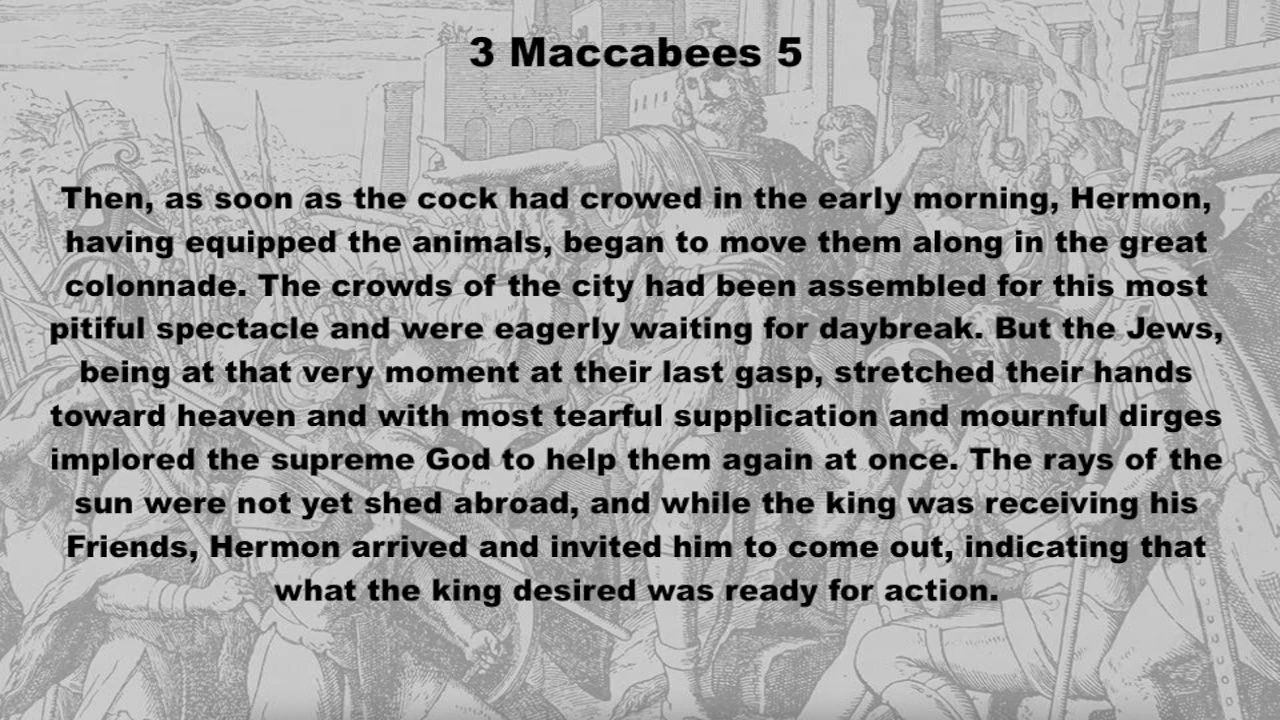 3 Maccabees 5
Then, as soon as the cock had crowed in the early morning, Hermon,
having equipped the animals, began to move them along in the great
colonnade. The crowds of the city had been assembled for this most
pitiful spectacle and were eagerly waiting for daybreak. But the Jews,
being at that very moment at their last gasp, stretched their hands
toward heaven and with most tearful supplication and mournful dirges
implored the supreme God to help them again at once. The rays of the
sun were not yet shed abroad, and while the king was receiving his
Friends, Hermon arrived and invited him to come out, indicating that
what the king desired was ready for action.